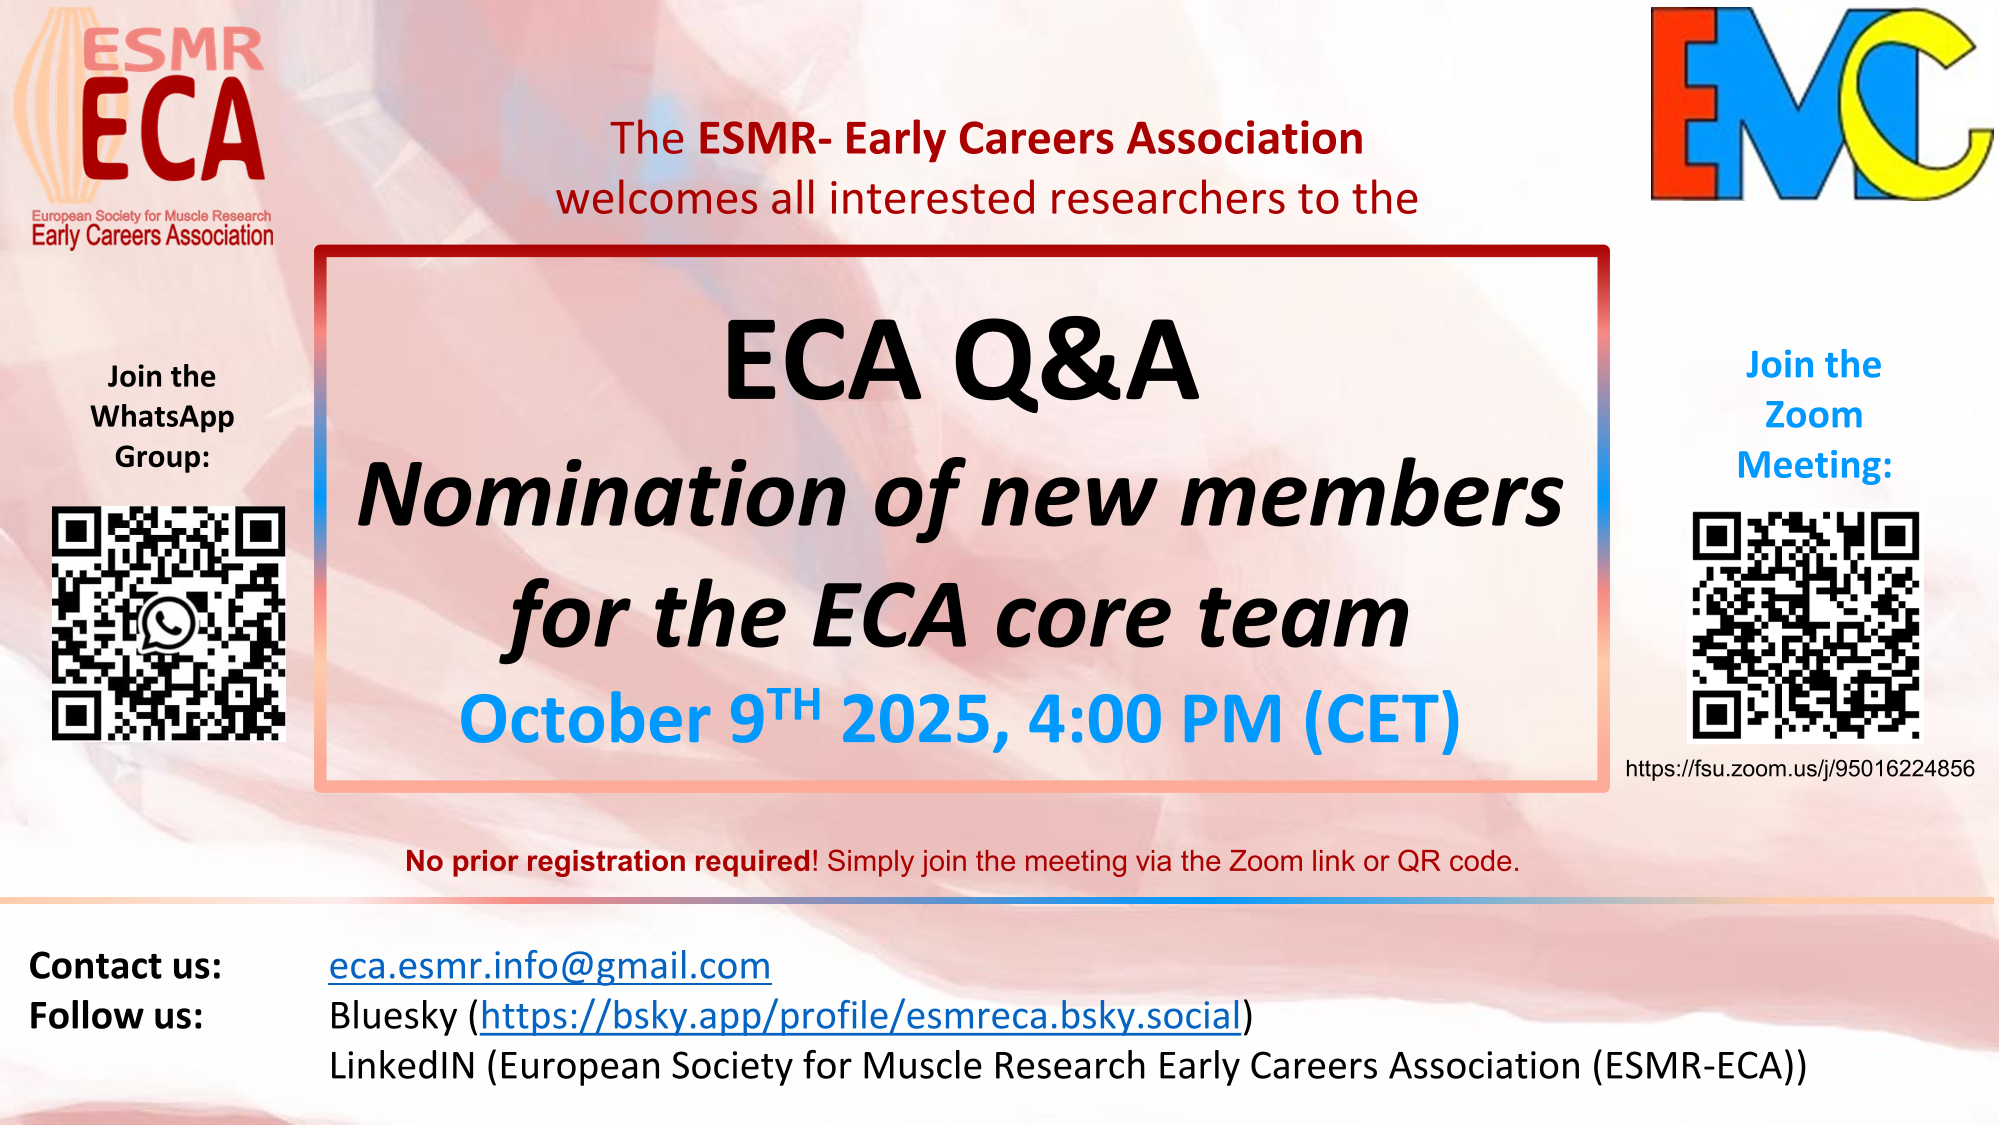 ESMR
ECA
European Society for Muscle Research
Early Careers Association
EMC
The ESMR- Early Careers Association
welcomes all interested researchers to the
ECA Q&A
Nomination of new members
for the ECA core team
October 9TH 2025, 4:00 PM (CET)
Join the
WhatsApp
Group:
Join the
Zoom
Meeting:
https://fsu.zoom.us/j/95016224856
No prior registration required! Simply join the meeting via the Zoom link or QR code.
Contact us: eca.esmr.info@gmail.com
Follow us: Bluesky (https://bsky.app/profile/esmreca.bsky.social)
LinkedIN (European Society for Muscle Research Early Careers Association (ESMR-ECA))